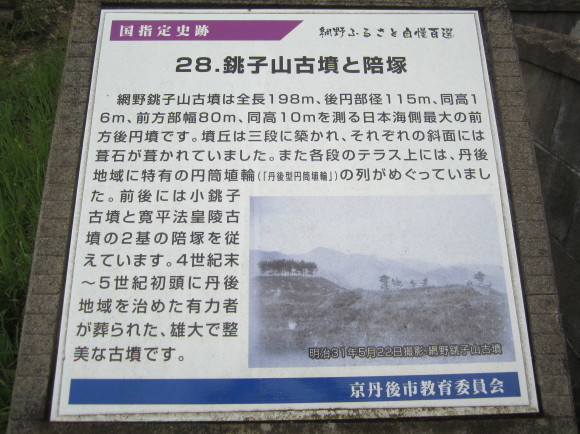 国指定史跡
網野ふるさと自慢百選
28.銚子山古墳と陪塚
網野銚子山古墳は全長198m、後円部径115m、同高1
6m、前方部幅80m、同高10mを測る日本海側最大の前
方後円墳です。墳丘は三段に築かれ、それぞれの斜面には
葺石が葺かれていました。また各段のテラス上には、丹後
地域に特有の円筒埴輪(「丹後型円筒埴輪」)の列がめぐっていまし
た。前後には小銚子
古墳と寛平法皇陵古
墳の2基の陪塚を従
えています。4世紀末
～5世紀初頭に丹後
地域を治めた有力者
が葬られた、雄大で整
美な古墳です。
明治31年5月22日撮影・網野銚子山古墳
京丹後市教育委員会